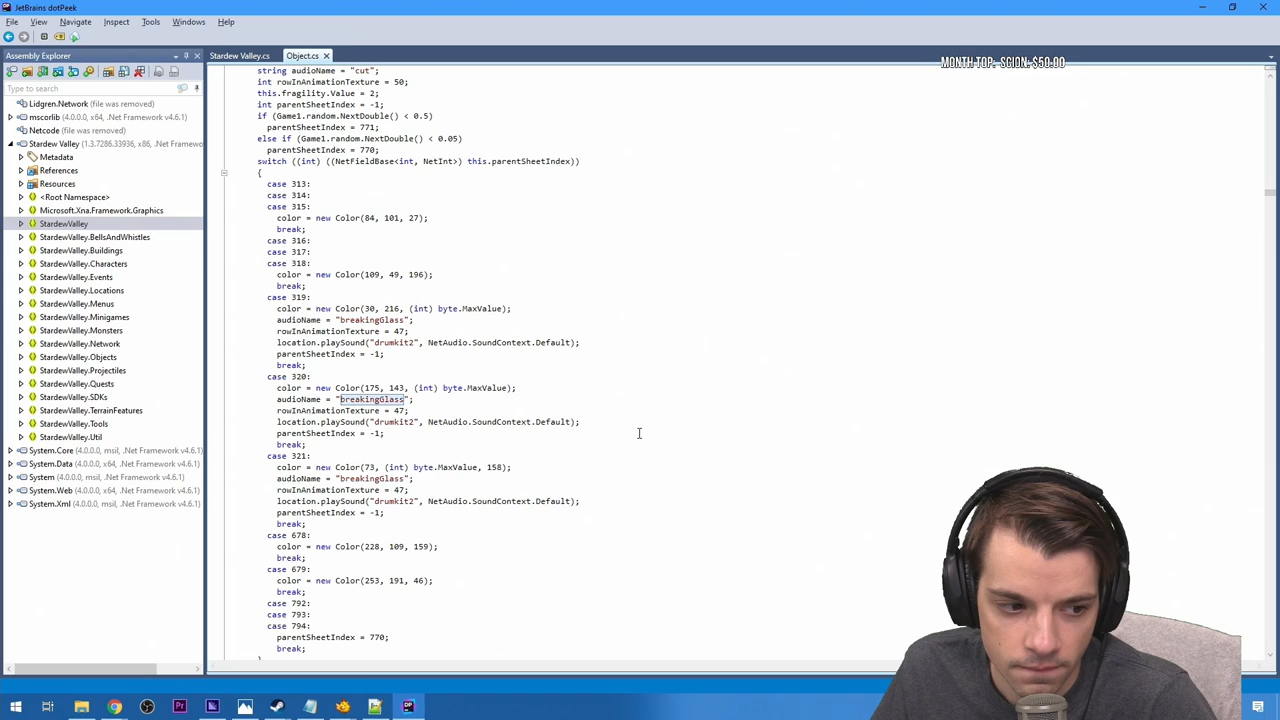 JetBrains dotPeek
File View Navigate Inspect Tools Windows Help
Assembly Explorer
Stardew Valley.cs Object.cs
MONTH TOP: SCION: $50.00
Type to search
Lidgren.Network (file was removed)
mscorlib (4.0.0.0, x64, .Net Framework v4.6.1)
Netcode (file was removed)
Stardew Valley (1.3.7286.33936, x86, .Net Framewo
Metadata
References
Resources
<Root Namespace>
Microsoft.Xna.Framework.Graphics
StardewValley
StardewValley.BellsAndWhistles
StardewValley.Buildings
StardewValley.Characters
StardewValley.Events
StardewValley.Locations
StardewValley.Menus
StardewValley.Minigames
StardewValley.Monsters
StardewValley.Network
StardewValley.Objects
StardewValley.Projectiles
StardewValley.Quests
StardewValley.SDKs
StardewValley.TerrainFeatures
StardewValley.Tools
StardewValley.Util
System.Core (4.0.0.0, msil, .Net Framework v4.6.1)
System.Data (4.0.0.0, x64, .Net Framework v4.6.1)
System (4.0.0.0, msil, .Net Framework v4.6.1)
System.Web (4.0.0.0, x64, .Net Framework v4.6.1)
System.Xml (4.0.0.0, msil, .Net Framework v4.6.1)
string audioName = "cut";
int rowInAnimationTexture = 50;
this.fragility.Value = 2;
int parentSheetIndex = -1;
if (Game1.random.NextDouble() < 0.5)
parentSheetIndex = 771;
else if (Game1.random.NextDouble() < 0.05)
parentSheetIndex = 770;
switch ((int) ((NetFieldBase<int, NetInt>) this.parentSheetIndex))
{
case 313:
case 314:
case 315:
color = new Color(84, 101, 27);
break;
case 316:
case 317:
case 318:
color = new Color(109, 49, 196);
break;
case 319:
color = new Color(30, 216, (int) byte.MaxValue);
audioName = "breakingGlass";
rowInAnimationTexture = 47;
location.playSound("drumkit2", NetAudio.SoundContext.Default);
parentSheetIndex = -1;
break;
case 320:
color = new Color(175, 143, (int) byte.MaxValue);
audioName = "breakingGlass";
rowInAnimationTexture = 47;
location.playSound("drumkit2", NetAudio.SoundContext.Default);
parentSheetIndex = -1;
break;
case 321:
color = new Color(73, (int) byte.MaxValue, 158);
audioName = "breakingGlass";
rowInAnimationTexture = 47;
location.playSound("drumkit2", NetAudio.SoundContext.Default);
parentSheetIndex = -1;
break;
case 678:
color = new Color(228, 109, 159);
break;
case 679:
color = new Color(253, 191, 46);
break;
case 792:
case 793:
case 794:
parentSheetIndex = 770;
break;
}